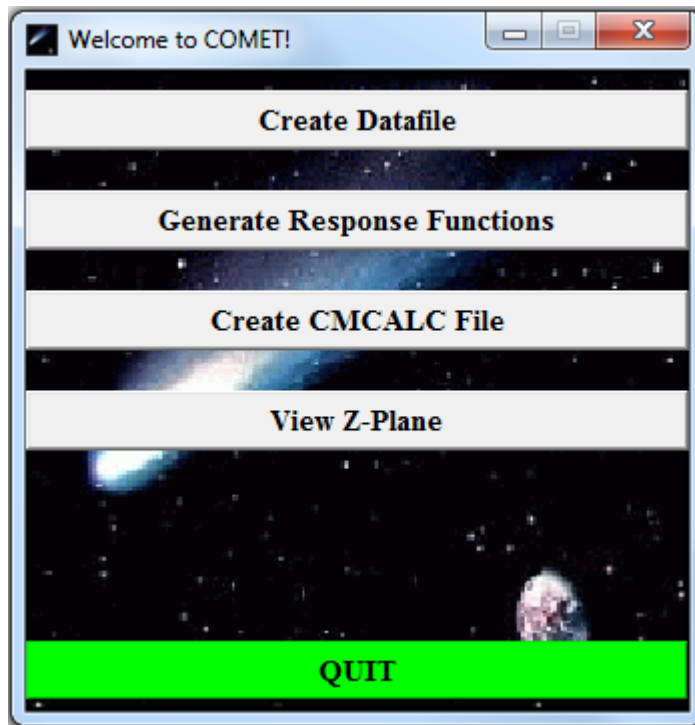 Welcome to COMET!
Create Datafile
Generate Response Functions
Create CMCALC File
View Z-Plane
QUIT